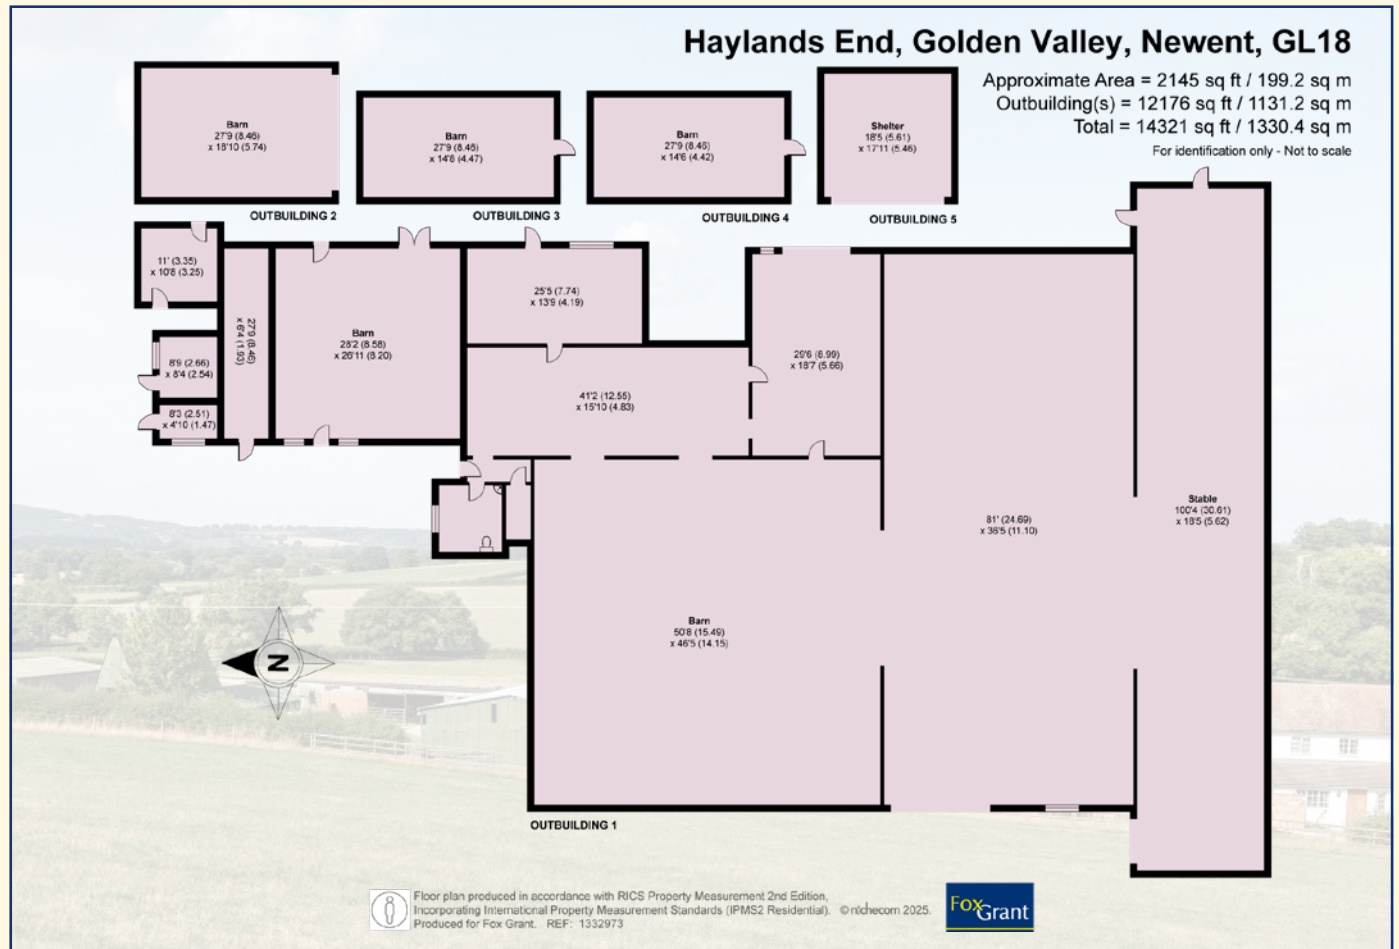 Haylands End, Golden Valley, Newent, GL18
Approximate Area = 2145 sq ft / 199.2 sq m
Outbuilding(s) = 12176 sq ft / 1131.2 sq m
Total = 14321 sq ft / 1330.4 sq m
For identification only - Not to scale
Barn
27'9 (8.46)
x 18'10 (5.74)
OUTBUILDING 2
Barn
27'9 (8.46)
x 14'8 (4.47)
OUTBUILDING 3
Barn
27'9 (8.46)
x 14'6 (4.42)
OUTBUILDING 4
Shelter
18'5 (5.61)
x 17'11 (5.46)
OUTBUILDING 5
11' (3.35)
x 10'8 (3.25)
27'9 (8.46)
x 6'4 (1.93)
8'9 (2.66)
x 8'4 (2.54)
8'3 (2.51)
x 4'10 (1.47)
Barn
28'2 (8.58)
x 26'11 (8.20)
25'5 (7.74)
x 13'9 (4.19)
41'2 (12.55)
x 15'10 (4.83)
29'6 (8.99)
x 18'7 (5.66)
81' (24.69)
x 36'5 (11.10)
Stable
100'4 (30.61)
x 18'5 (5.62)
Barn
50'8 (15.49)
x 46'5 (14.15)
N
OUTBUILDING 1
Floor plan produced in accordance with RICS Property Measurement 2nd Edition,
Incorporating International Property Measurement Standards (IPMS2 Residential). © nichecom 2025.
Produced for Fox Grant. REF: 1332973
Fox Grant